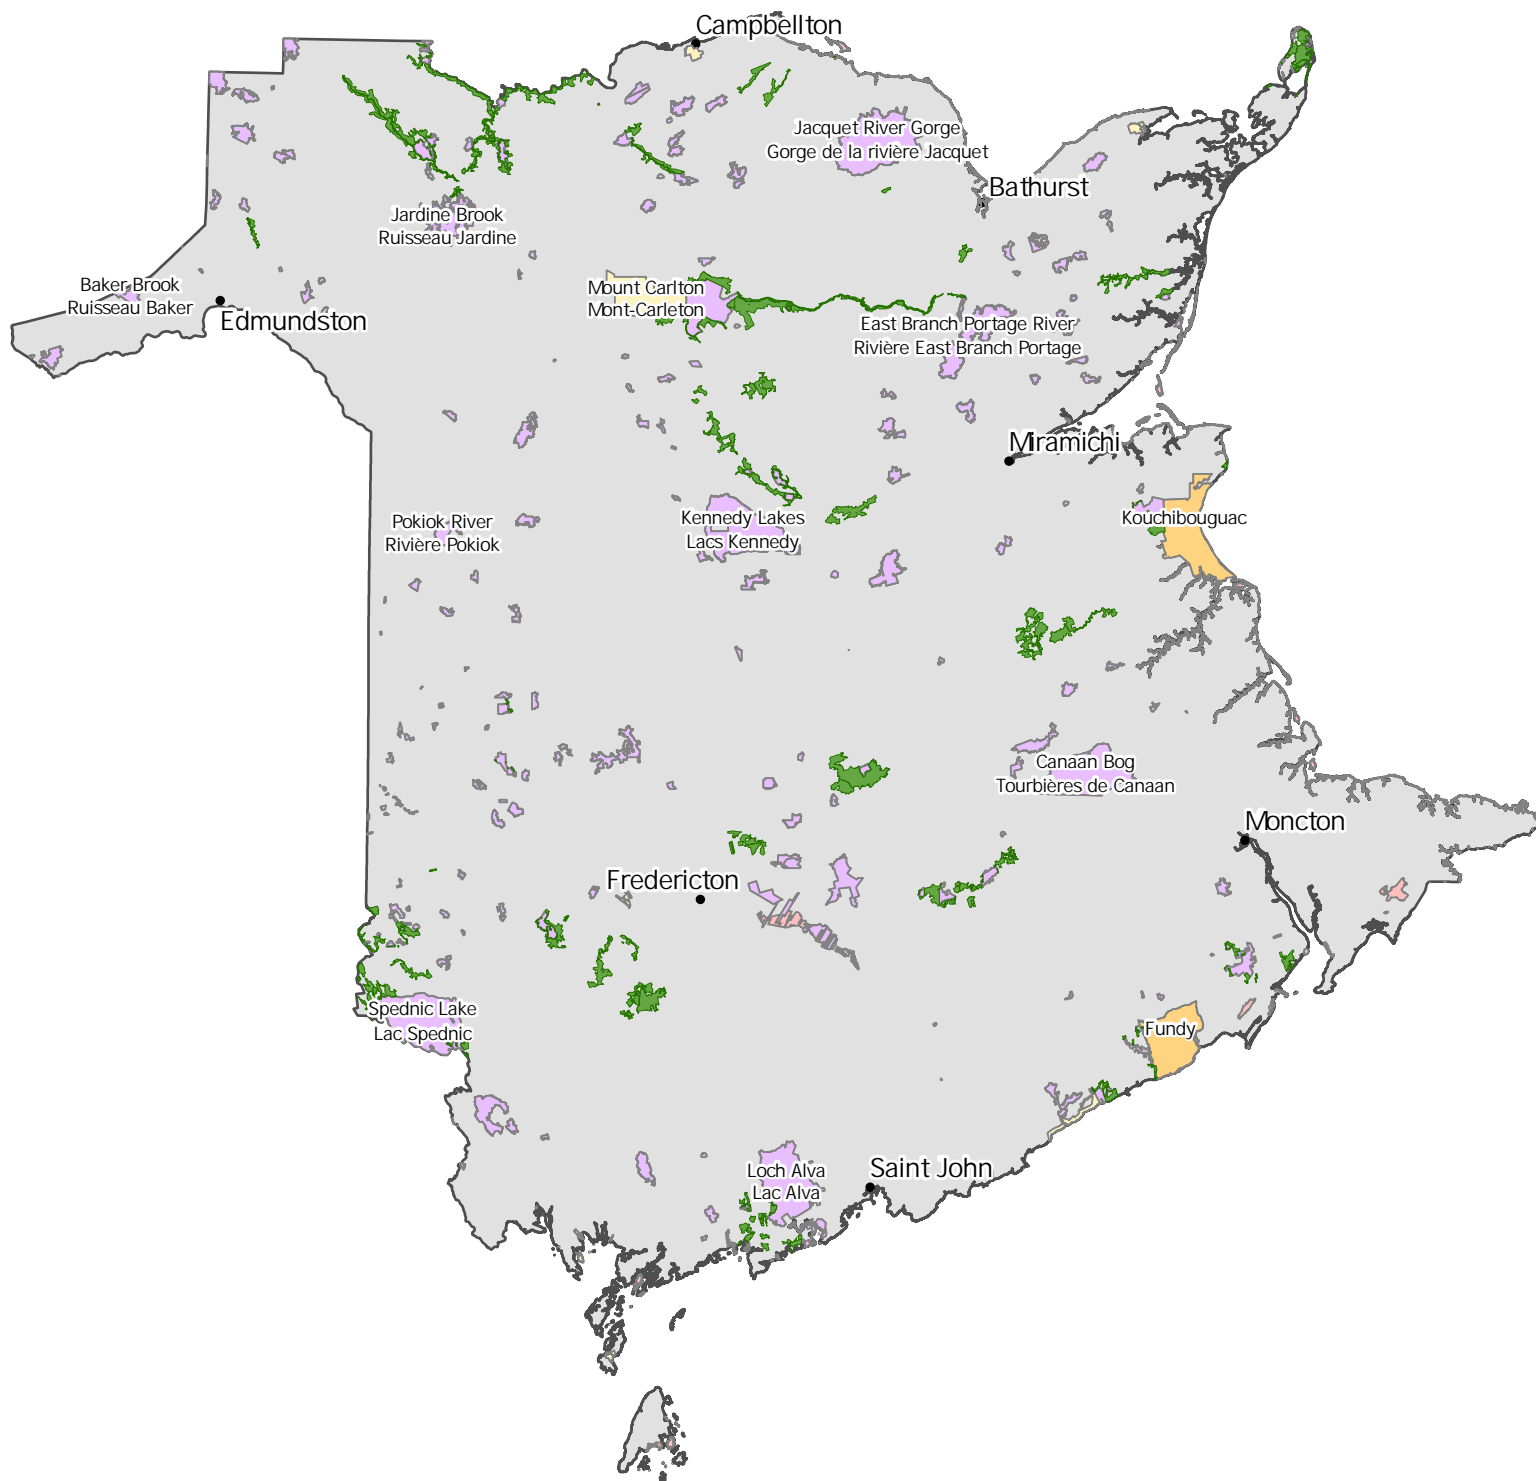 Campbellton
Jacquet River Gorge
Gorge de la rivière Jacquet
Bathurst
Jardine Brook
Ruisseau Jardine
Baker Brook
Ruisseau Baker
Edmundston
Mount Carlton
Mont-Carleton
East Branch Portage River
Rivière East Branch Portage
Miramichi
Pokiok River
Rivière Pokiok
Kennedy Lakes
Lacs Kennedy
Kouchibouguac
Canaan Bog
Tourbières de Canaan
Moncton
Fredericton
Spednic Lake
Lac Spednic
Fundy
Loch Alva
Lac Alva
Saint John